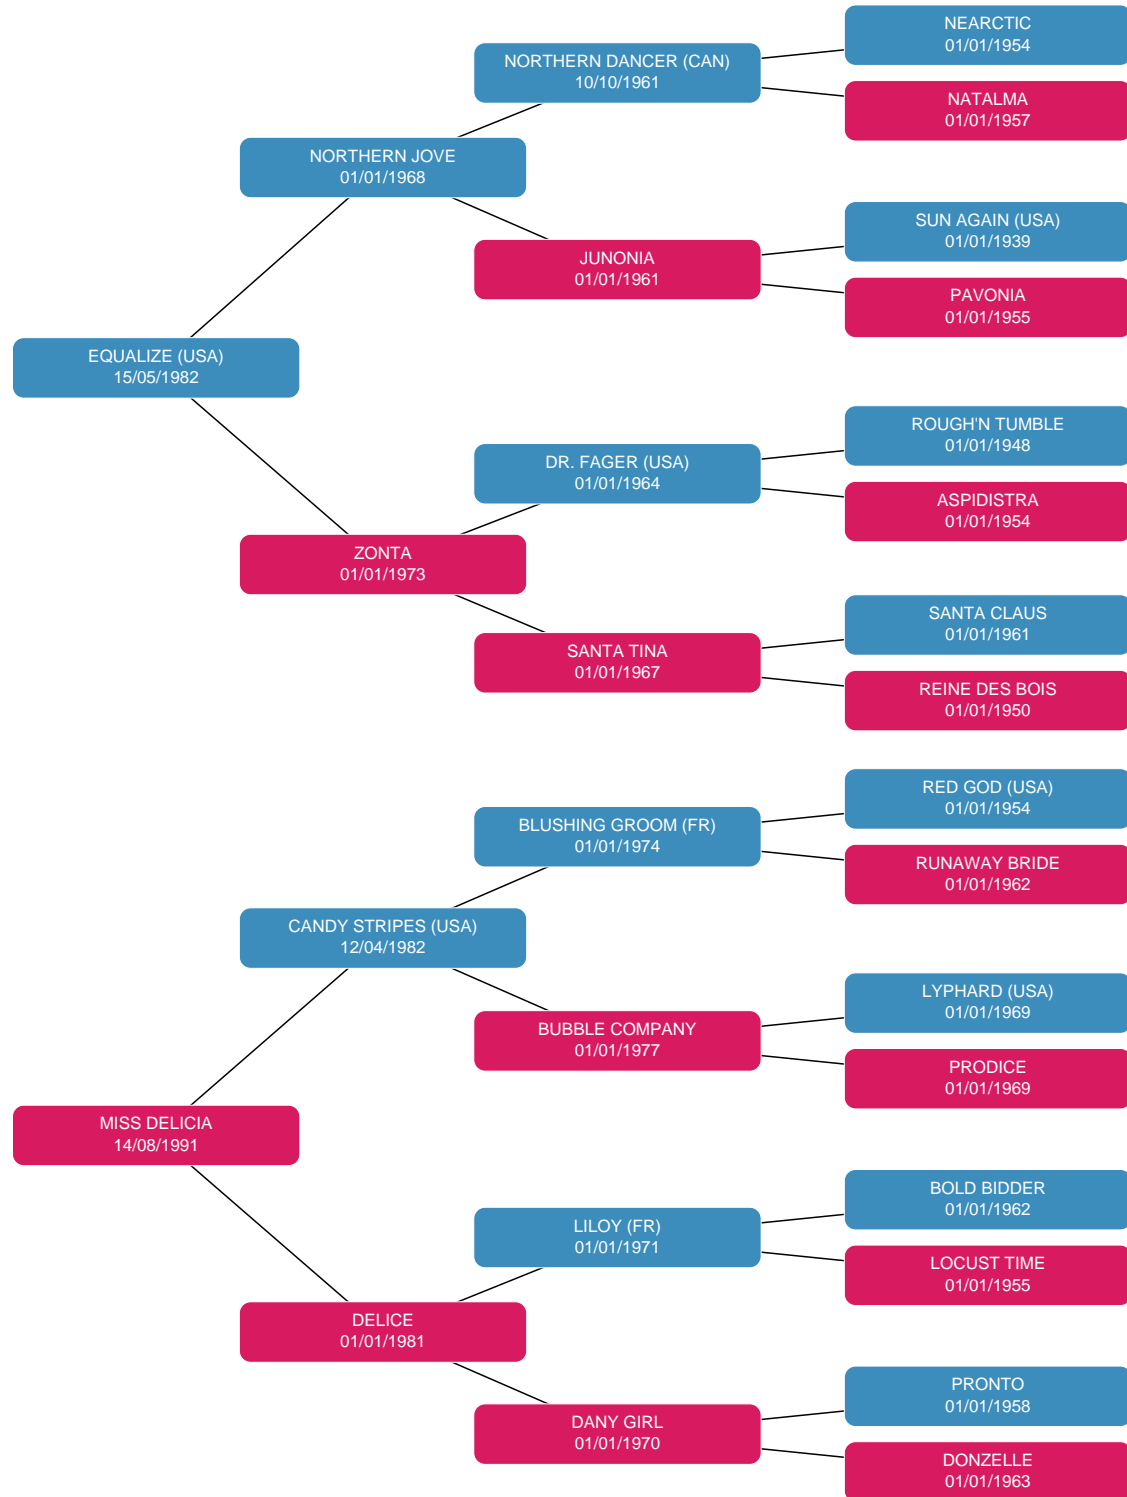 NEARCTIC
01/01/1954
NORTHERN DANCER (CAN)
10/10/1961
NATALMA
01/01/1957
NORTHERN JOVE
01/01/1968
SUN AGAIN (USA)
01/01/1939
JUNONIA
01/01/1961
PAVONIA
01/01/1955
EQUALIZE (USA)
15/05/1982
ROUGH'N TUMBLE
01/01/1948
DR. FAGER (USA)
01/01/1964
ASPIDISTRA
01/01/1954
ZONTA
01/01/1973
SANTA CLAUS
01/01/1961
SANTA TINA
01/01/1967
REINE DES BOIS
01/01/1950
RED GOD (USA)
01/01/1954
BLUSHING GROOM (FR)
01/01/1974
RUNAWAY BRIDE
01/01/1962
CANDY STRIPES (USA)
12/04/1982
LYPHARD (USA)
01/01/1969
BUBBLE COMPANY
01/01/1977
PRODICE
01/01/1969
MISS DELICIA
14/08/1991
BOLD BIDDER
01/01/1962
LILOY (FR)
01/01/1971
LOCUST TIME
01/01/1955
DELICE
01/01/1981
PRONTO
01/01/1958
DANY GIRL
01/01/1970
DONZELLE
01/01/1963